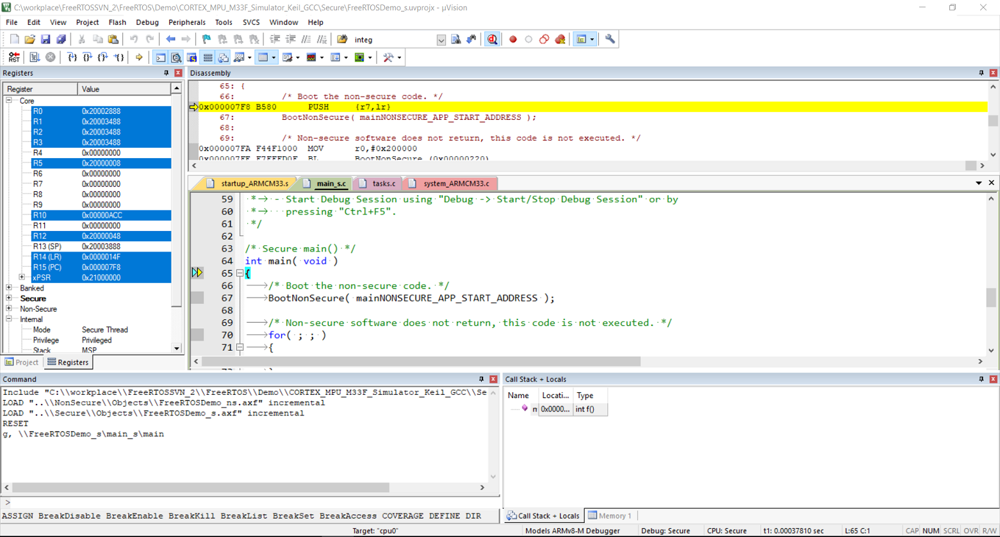 C:\workplace\FreeRTOSSVN_2\FreeRTOS\Demo\CORTEX_MPU_M33F_Simulator_Keil_GCC\Secure\FreeRTOSDemo_s.uvprojx - µVision
File Edit View Project Flash Debug Peripherals Tools SVCS Window Help
integ
RST
Registers
Register Value
Core
R0 0x20002888
R1 0x20003488
R2 0x20003488
R3 0x20003488
R4 0x00000000
R5 0x20000008
R6 0x00000000
R7 0x00000000
R8 0x00000000
R9 0x00000000
R10 0x00000ACC
R11 0x00000000
R12 0x20000048
R13 (SP) 0x20003888
R14 (LR) 0x0000014F
R15 (PC) 0x000007F8
xPSR 0x21000000
Banked
Secure
Non-Secure
Internal
Mode Secure Thread
Privilege Privileged
Stack MSP
Project Registers
Disassembly
65: {
66: /* Boot the non-secure code. */
0x000007F8 B580 PUSH {r7,lr}
67: BootNonSecure( mainNONSECURE_APP_START_ADDRESS );
68:
69: /* Non-secure software does not return, this code is not executed. */
0x000007FA F44F1000 MOV r0,#0x200000
0x000007FE F7FFFD0F BL BootNonSecure (0x00000220)
startup_ARMCM33.s main_s.c tasks.c system_ARMCM33.c
59 * - Start Debug Session using "Debug -> Start/Stop Debug Session" or by
60 * pressing "Ctrl+F5".
61 */
62
63 /* Secure main() */
64 int main( void )
65 {
66 /* Boot the non-secure code. */
67 BootNonSecure( mainNONSECURE_APP_START_ADDRESS );
68
69 /* Non-secure software does not return, this code is not executed. */
70 for( ; ; )
71 {
Command
Include "C:\\workplace\\FreeRTOSSVN_2\\FreeRTOS\\Demo\\CORTEX_MPU_M33F_Simulator_Keil_GCC\\Se
LOAD "..\\NonSecure\\Objects\\FreeRTOSDemo_ns.axf" incremental
LOAD "..\\Secure\\Objects\\FreeRTOSDemo_s.axf" incremental
RESET
g, \\FreeRTOSDemo_s\main_s\main
>
ASSIGN BreakDisable BreakEnable BreakKill BreakList BreakSet BreakAccess COVERAGE DEFINE DIR
Call Stack + Locals
Name Locati... Type
0x0000... int f()
Call Stack + Locals Memory 1
Target: "cpu0" Models ARMv8-M Debugger Debug: Secure CPU: Secure t1: 0.00037810 sec L:65 C:1 CAP NUM SCRL OVR R/W